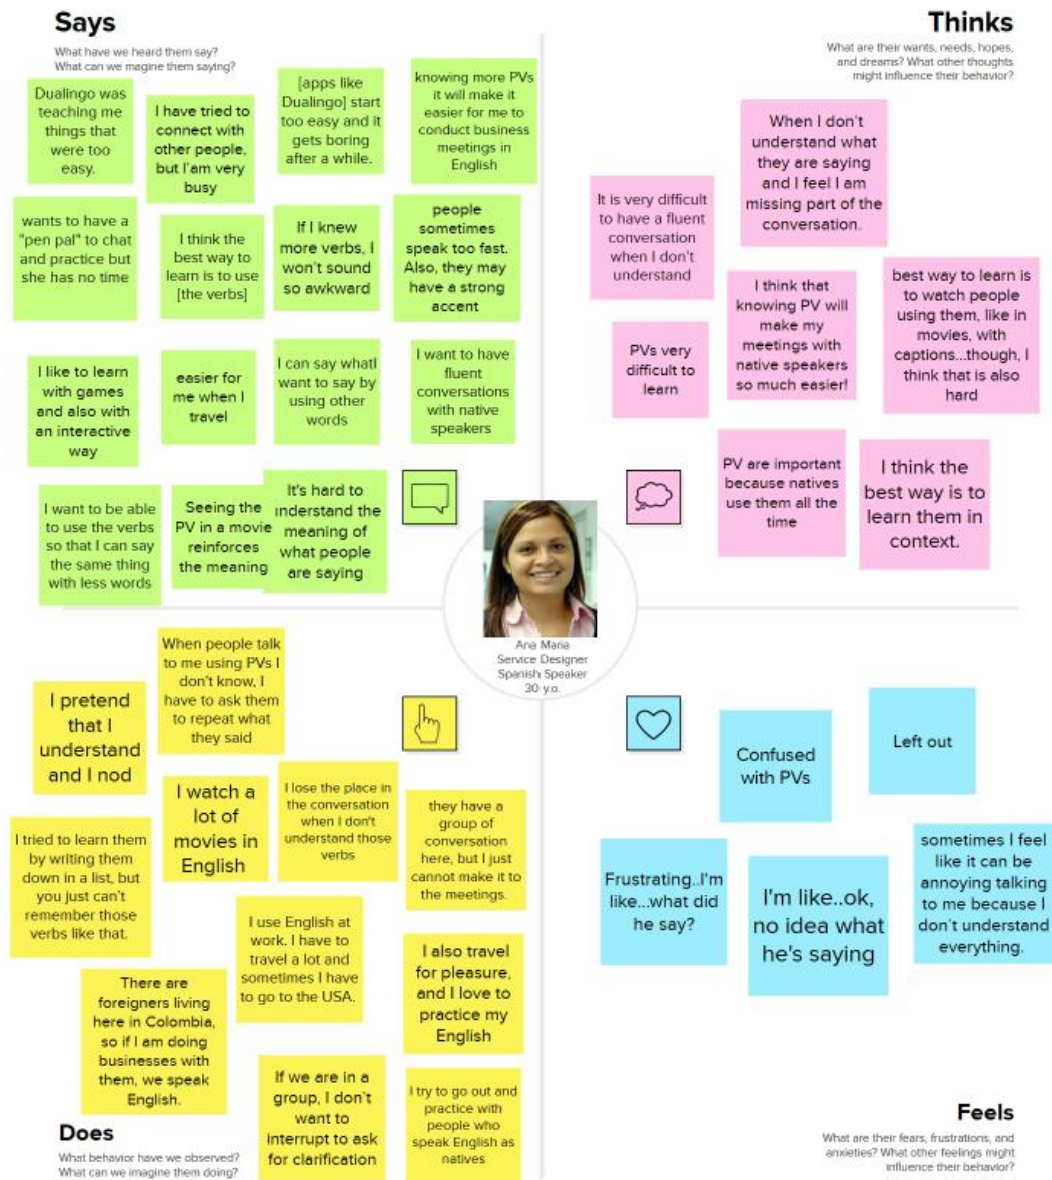 Says
What have we heard them say?
What can we magine them saying?
Dualingo was
teaching me
things that
were too
easy.
I have tried to
connect with
other people,
but I'am very
busy
[apps like
Dualingo] start
too easy and it
gets boring
after a while.
knowing more PVs
it will make it
easier for me to
conduct business
meetings in
English
wants to have a
"pen pal" to chat
and practice but
she has no time
I think the
best way to
learn is to use
[the verbs]
If I knew
more verbs, I
won't sound
so awkward
people
sometimes
speak too fast.
Also, they may
have a strong
accent
I like to learn
with games
and also with
an interactive
way
easier for
me when I
travel
I can say whatI
want to say by
using other
words
I want to have
fluent
conversations
with native
speakers
I want to be able
to use the verbs
so that I can say
the same thing
with less words
Seeing the
PV in a movie
reinforces
the meaning
It's hard to
understand the
meaning of
what people
are saying
Thinks
What are their wants, needs, hopes,
and dreams? What other thoughts
might influence their behavior?
When I don't
understand what
they are saying
and I feel I am
missing part of the
conversation.
It is very difficult
to have a fluent
conversation
when I don't
understand
I think that
knowing PV will
make my
meetings with
native speakers
so much easier!
best way to learn is
to watch people
using them, like in
movies, with
captions...though, I
think that is also
hard
PVs very
difficult to
learn
PV are important
because natives
use them all the
time
I think the
best way is to
learn them in
context.
Ana Maria
Service Designer
Spanish Speaker
30 y.o.
When people talk
to me using PVs I
don't know, I
have to ask them
to repeat what
they said
I pretend that I
understand
and I nod
I watch a
lot of
movies in
English
I lose the place in
the conversation
when I don't
understand those
verbs
they have a
group of
conversation
here, but I just
cannot make it to
the meetings.
I tried to learn them
by writing them
down in a list, but
you just can't
remember those
verbs like that.
I use English at
work. I have to
travel a lot and
sometimes I have
to go to the USA.
I also travel
for pleasure,
and I love to
practice my
English
There are
foreigners living
here in Colombia,
so if I am doing
businesses with
them, we speak
English.
If we are in a
group, I don't
want to
interrupt to ask
for clarification
I try to go out and
practice with
people who
speak English as
natives
Does
What behavior have we observed?
What can we imagine them doing?
Confused
with PVs
Left out
Frustrating..I'm
like...what did
he say?
I'm like..ok,
no idea what
he's saying
sometimes I feel
like it can be
annoying talking
to me because I
don't understand
everything.
Feels
What are their fears, frustrations, and
anxieties? What other feelings might
influence their behavior?